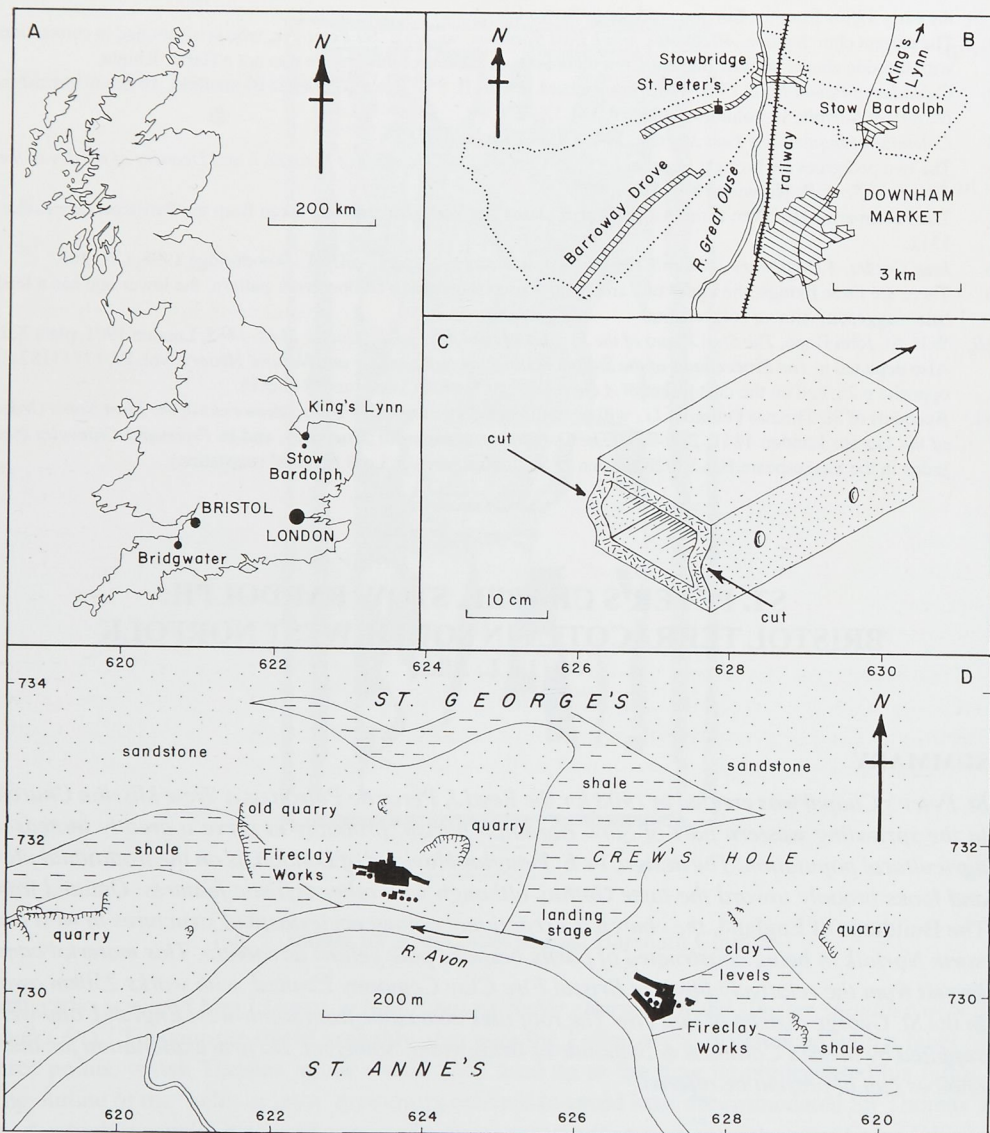 A
N
200 km
King's Lynn
Stow
Bardolph
BRISTOL
LONDON
Bridgwater
B
N
Stowbridge
St. Peter's
King's
Lynn
Stow Bardolph
Barroway Drove
R Great Ouse
railway
DOWNHAM
MARKET
3 km
C
cut
10 cm
cut
620
622
624
626
628
630
D
734
ST. GEORGE'S
N
sandstone
shale
sandstone
old quarry
quarry
732
732
shale
Fireclay
Works
CREW'S HOLE
quarry
landing
stage
quarry
clay
levels
R. Avon
730
730
200 m
Fireclay
Works
shale
ST. ANNE'S
620
622
624
626
628
620